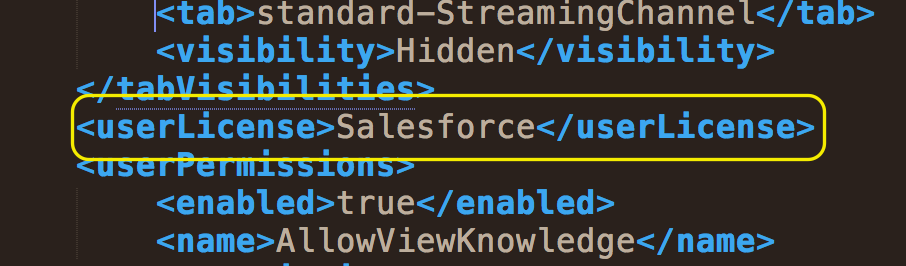 <tab>standard-StreamingChannel</tab>
<visibility>Hidden</visibility>
</tabVisibilities>
<userLicense>Salesforce</userLicense>
<userPermissions>
<enabled>true</enabled>
<name>AllowViewKnowledge</name>